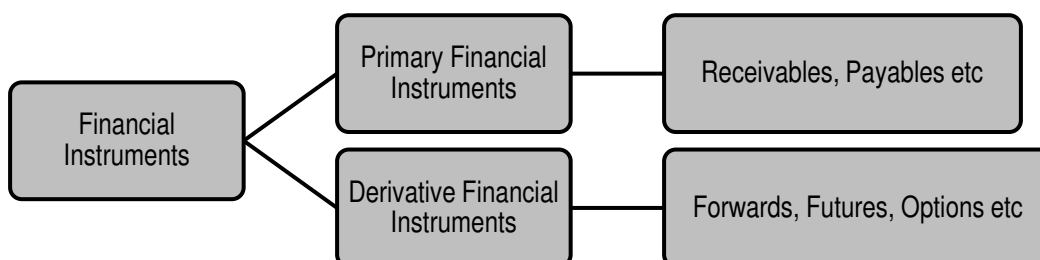 Financial
Instruments
Primary Financial
Instruments
Receivables, Payables etc
Derivative Financial
Instruments
Forwards, Futures, Options etc